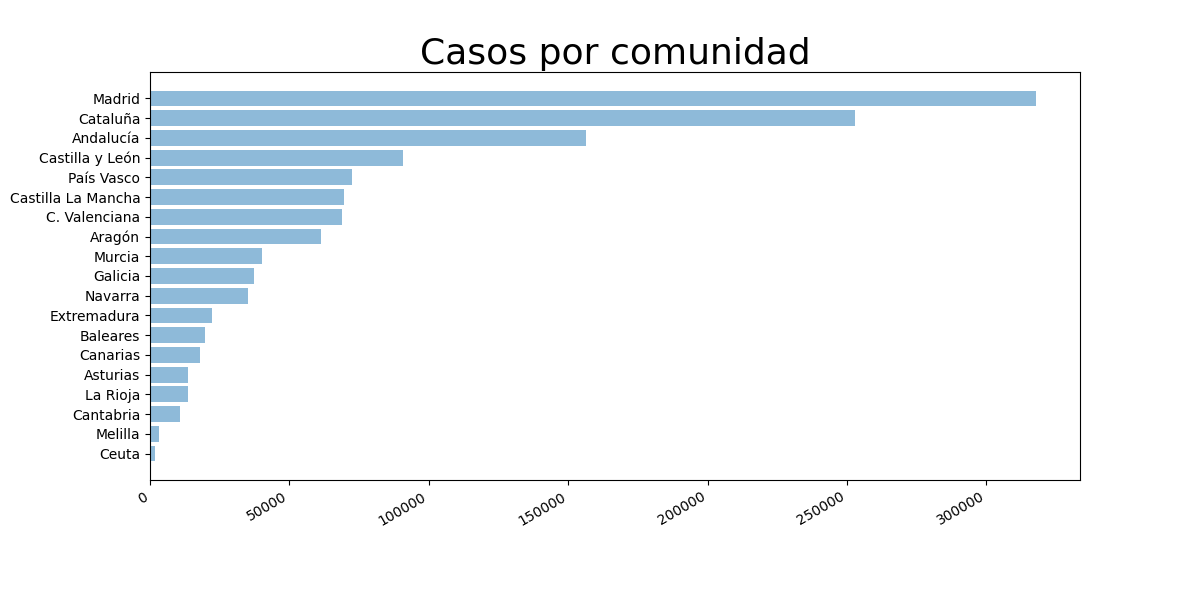 Casos por comunidad
Madrid
Cataluña
Andalucía
Castilla y León
País Vasco
Castilla La Mancha
C. Valenciana
Aragón
Murcia
Galicia
Navarra
Extremadura
Baleares
Canarias
Asturias
La Rioja
Cantabria
Melilla
Ceuta
0 50000 100000 150000 200000 250000 300000